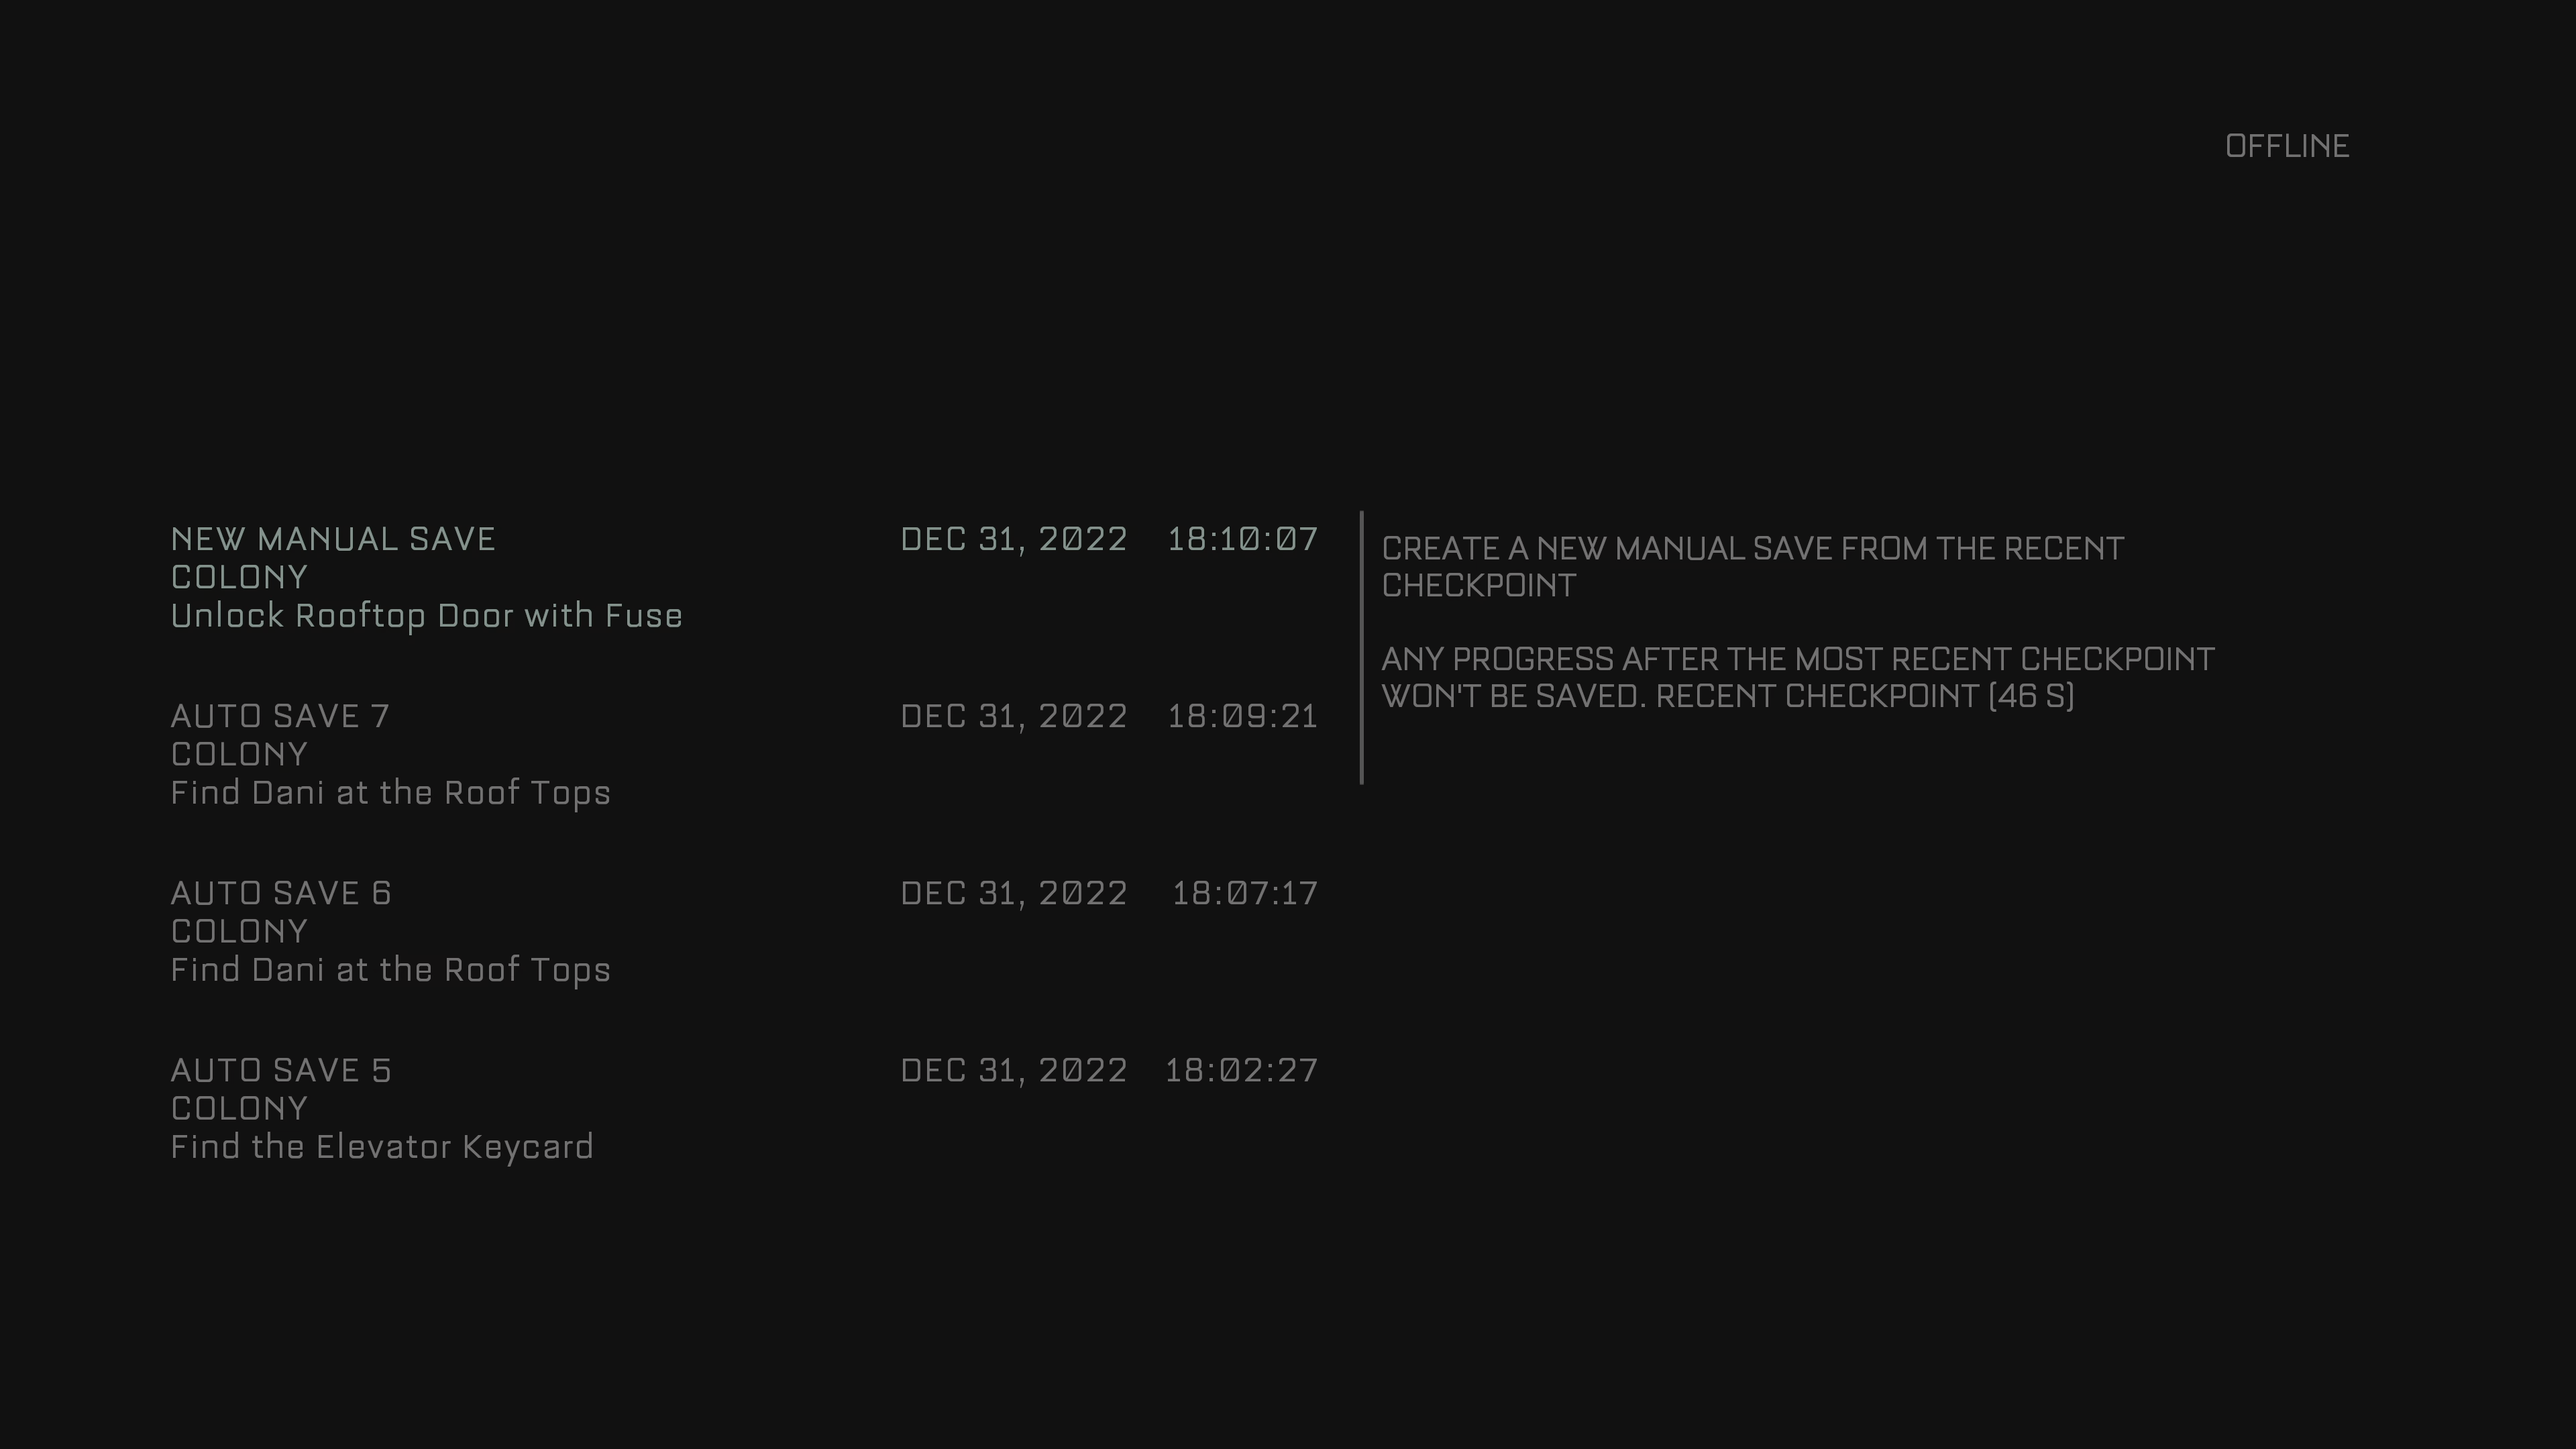 OFFLINE
NEW MANUAL SAVE DEC 31, 2022 18:10:07
COLONY
Unlock Rooftop Door with Fuse
CREATE A NEW MANUAL SAVE FROM THE RECENT
CHECKPOINT
ANY PROGRESS AFTER THE MOST RECENT CHECKPOINT
WON'T BE SAVED. RECENT CHECKPOINT (46 S)
AUTO SAVE 7 DEC 31, 2022 18:09:21
COLONY
Find Dani at the Roof Tops
AUTO SAVE 6 DEC 31, 2022 18:07:17
COLONY
Find Dani at the Roof Tops
AUTO SAVE 5 DEC 31, 2022 18:02:27
COLONY
Find the Elevator Keycard